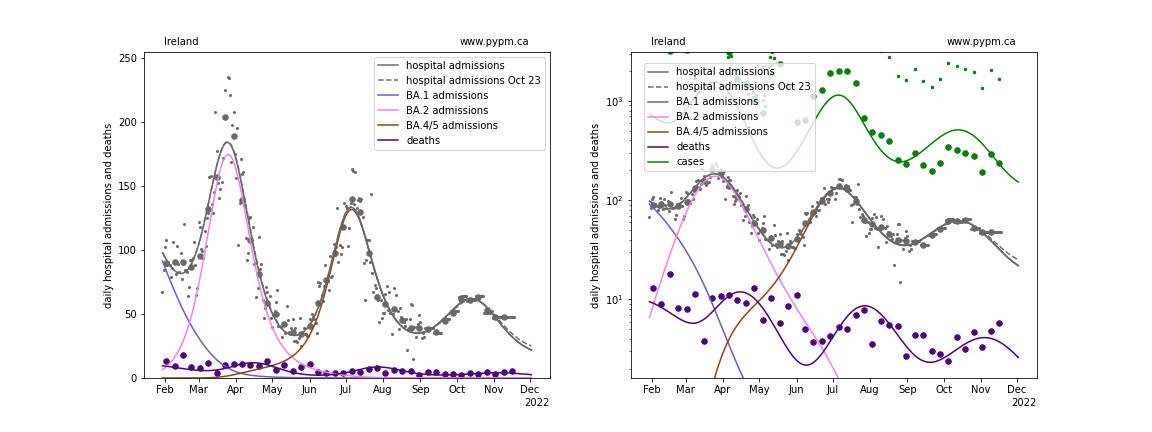 Ireland www.pypm.ca
daily hospital admissions and deaths
250
200
150
100
50
0
hospital admissions
hospital admissions Oct 23
BA.1 admissions
BA.2 admissions
BA.4/5 admissions
deaths
Feb Mar Apr May Jun Jul Aug Sep Oct Nov Dec
2022
Ireland www.pypm.ca
daily hospital admissions and deaths
10³
10²
10¹
hospital admissions
hospital admissions Oct 23
BA.1 admissions
BA.2 admissions
BA.4/5 admissions
deaths
cases
Feb Mar Apr May Jun Jul Aug Sep Oct Nov Dec
2022